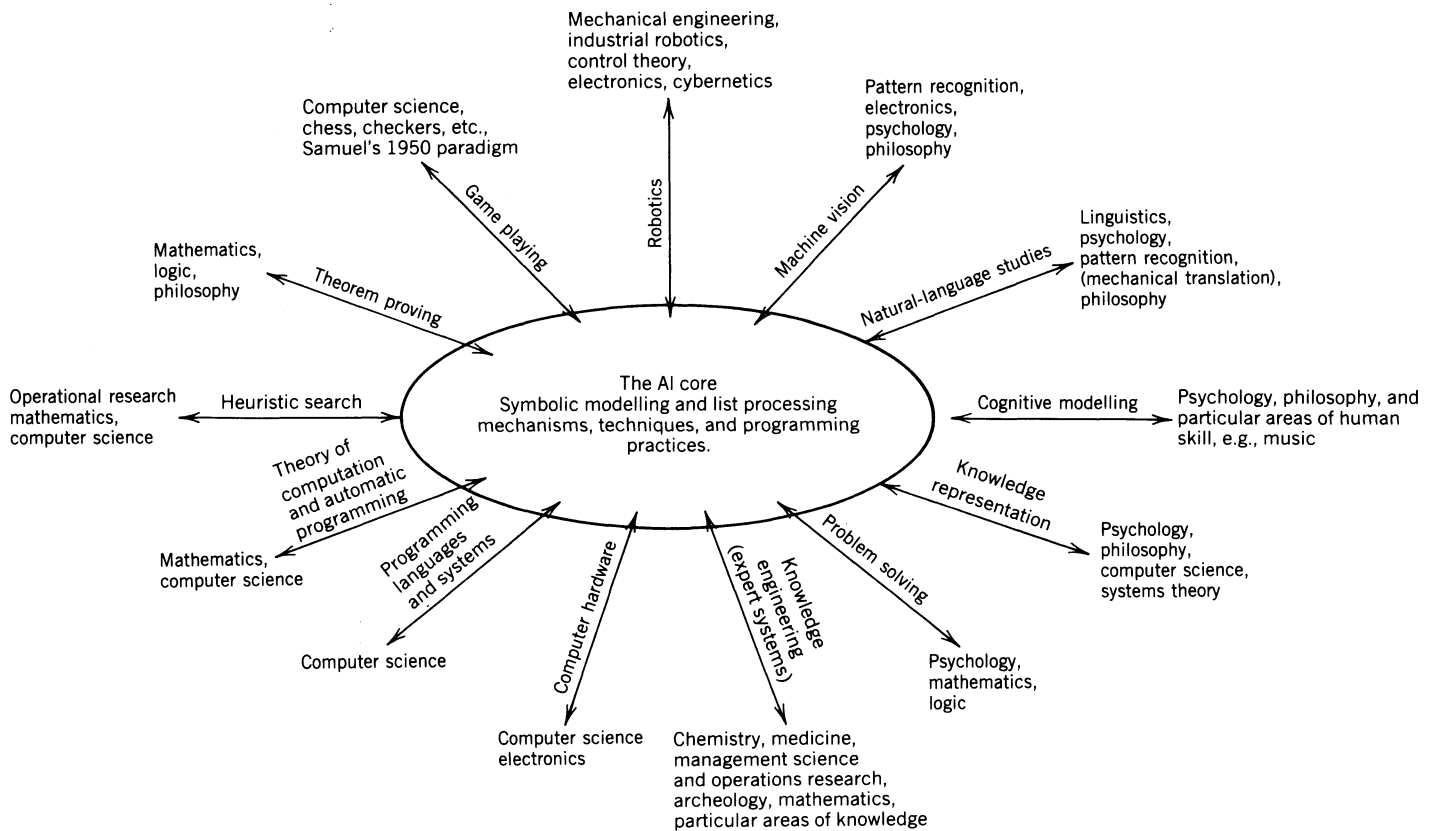 Mechanical engineering,
industrial robotics,
control theory,
electronics, cybernetics
Robotics
Pattern recognition,
electronics,
psychology,
philosophy
Machine vision
Linguistics,
psychology,
pattern recognition,
(mechanical translation),
philosophy
Natural-language studies
Psychology, philosophy, and
particular areas of human
skill, e.g., music
Cognitive modelling
Knowledge
representation
Psychology,
philosophy,
computer science,
systems theory
Problem solving
Psychology,
mathematics,
logic
Knowledge
engineering
(expert systems)
Chemistry, medicine,
management science
and operations research,
archeology, mathematics,
particular areas of knowledge
Computer hardware
Computer science
electronics
Programming
languages
and systems
Computer science
Theory of
computation
and automatic
programming
Mathematics,
computer science
Heuristic search
Operational research
mathematics,
computer science
Theorem proving
Mathematics,
logic,
philosophy
Game playing
Computer science,
chess, checkers, etc.,
Samuel's 1950 paradigm
The AI core
Symbolic modelling and list processing
mechanisms, techniques, and programming
practices.